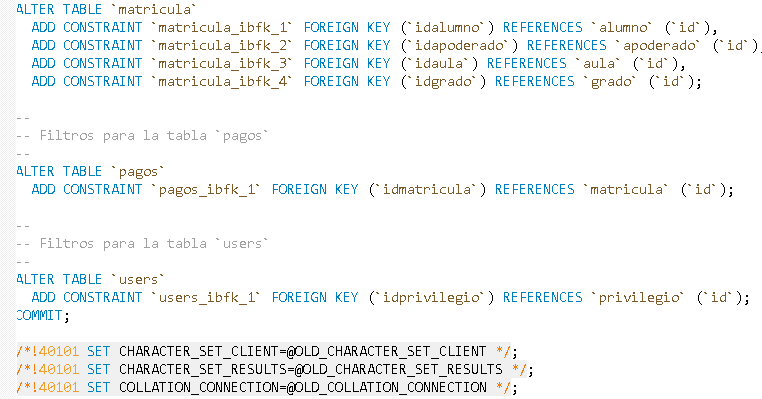 ALTER TABLE `matricula`
  ADD CONSTRAINT `matricula_ibfk_1` FOREIGN KEY (`idalumno`) REFERENCES `alumno` (`id`),
  ADD CONSTRAINT `matricula_ibfk_2` FOREIGN KEY (`idapoderado`) REFERENCES `apoderado` (`id`),
  ADD CONSTRAINT `matricula_ibfk_3` FOREIGN KEY (`idaula`) REFERENCES `aula` (`id`),
  ADD CONSTRAINT `matricula_ibfk_4` FOREIGN KEY (`idgrado`) REFERENCES `grado` (`id`);

--
-- Filtros para la tabla `pagos`
--
ALTER TABLE `pagos`
  ADD CONSTRAINT `pagos_ibfk_1` FOREIGN KEY (`idmatricula`) REFERENCES `matricula` (`id`);

--
-- Filtros para la tabla `users`
--
ALTER TABLE `users`
  ADD CONSTRAINT `users_ibfk_1` FOREIGN KEY (`idprivilegio`) REFERENCES `privilegio` (`id`);
COMMIT;

/*!40101 SET CHARACTER_SET_CLIENT=@OLD_CHARACTER_SET_CLIENT */;
/*!40101 SET CHARACTER_SET_RESULTS=@OLD_CHARACTER_SET_RESULTS */;
/*!40101 SET COLLATION_CONNECTION=@OLD_COLLATION_CONNECTION */;